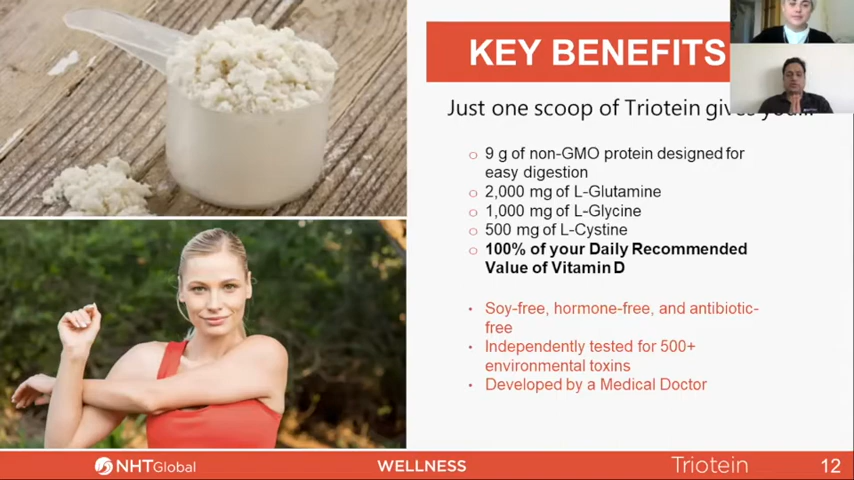 KEY BENEFITS
Just one scoop of Triotein gives you...
9 g of non-GMO protein designed for
easy digestion
2,000 mg of L-Glutamine
1,000 mg of L-Glycine
500 mg of L-Cystine
100% of your Daily Recommended
Value of Vitamin D
Soy-free, hormone-free, and antibiotic-
free
Independently tested for 500+
environmental toxins
Developed by a Medical Doctor
NHTGlobal
WELLNESS
Triotein
12